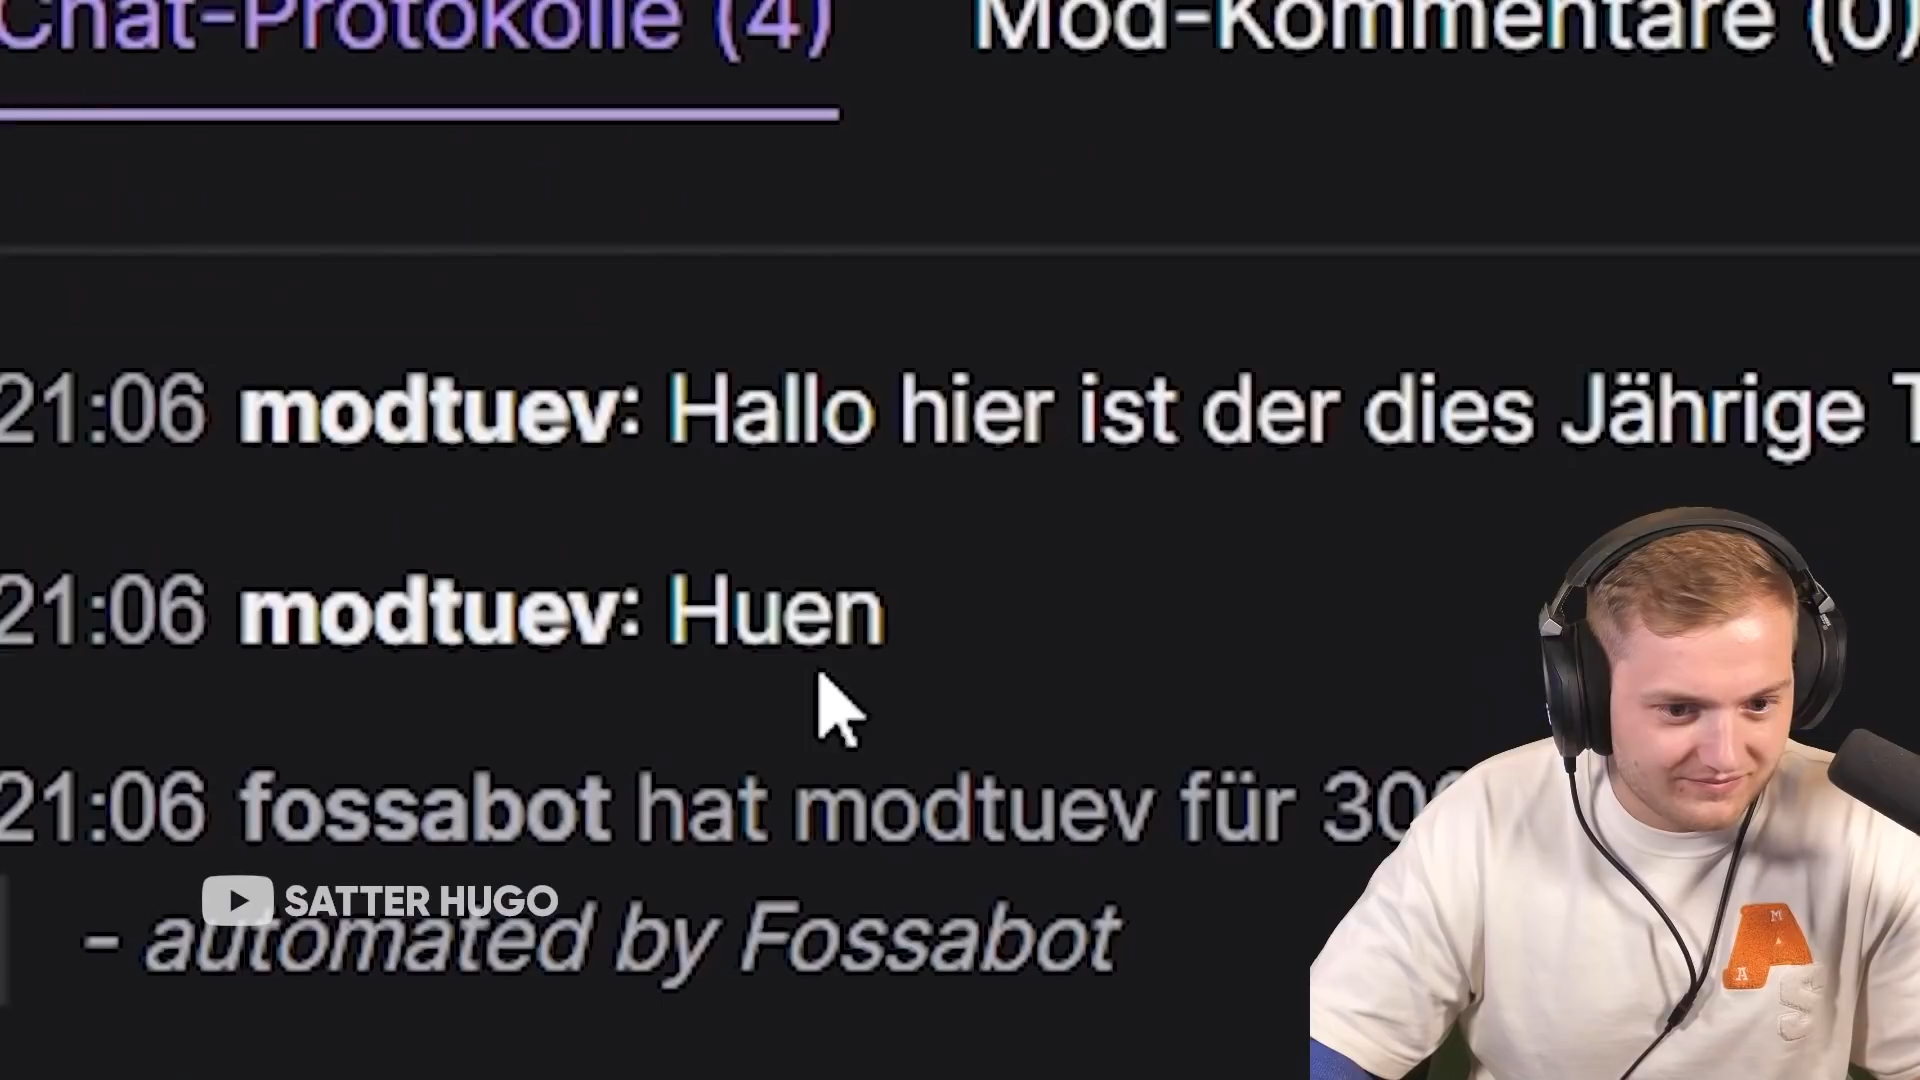 Chat-Protokolle (4) Mod-Kommentare (0)
21:06 modtuev: Hallo hier ist der dies Jährige
21:06 modtuev: Huen
21:06 fossabot hat modtuev für 300
SATTER HUGO
- automated by Fossabot
M
A
A
S